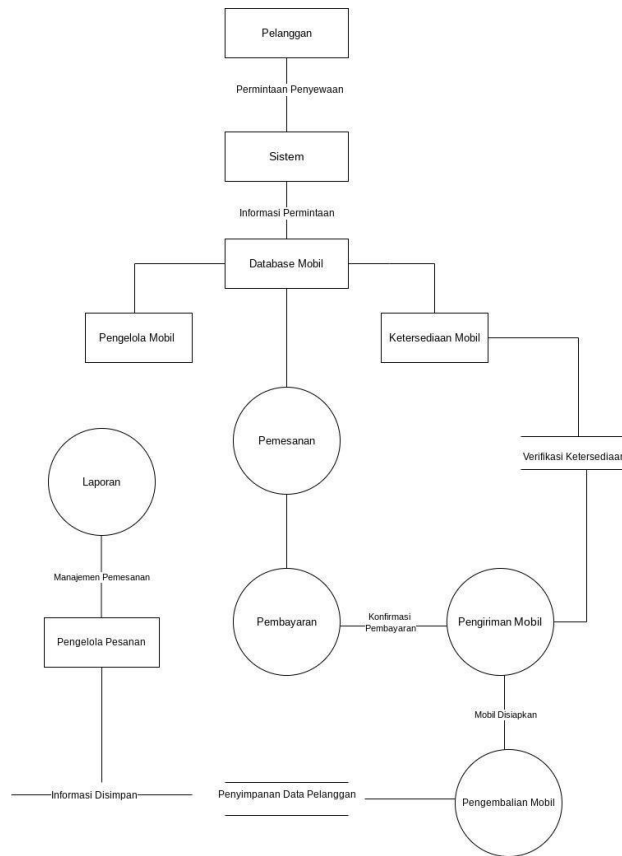 Pelanggan
Permintaan Penyewaan
Sistem
Informasi Permintaan
Database Mobil
Pengelola Mobil
Ketersediaan Mobil
Pemesanan
Verifikasi Ketersediaan
Laporan
Manajemen Pemesanan
Pembayaran
Konfirmasi
Pembayaran
Pengiriman Mobil
Pengelola Pesanan
Mobil Disiapkan
Informasi Disimpan
Penyimpanan Data Pelanggan
Pengembalian Mobil